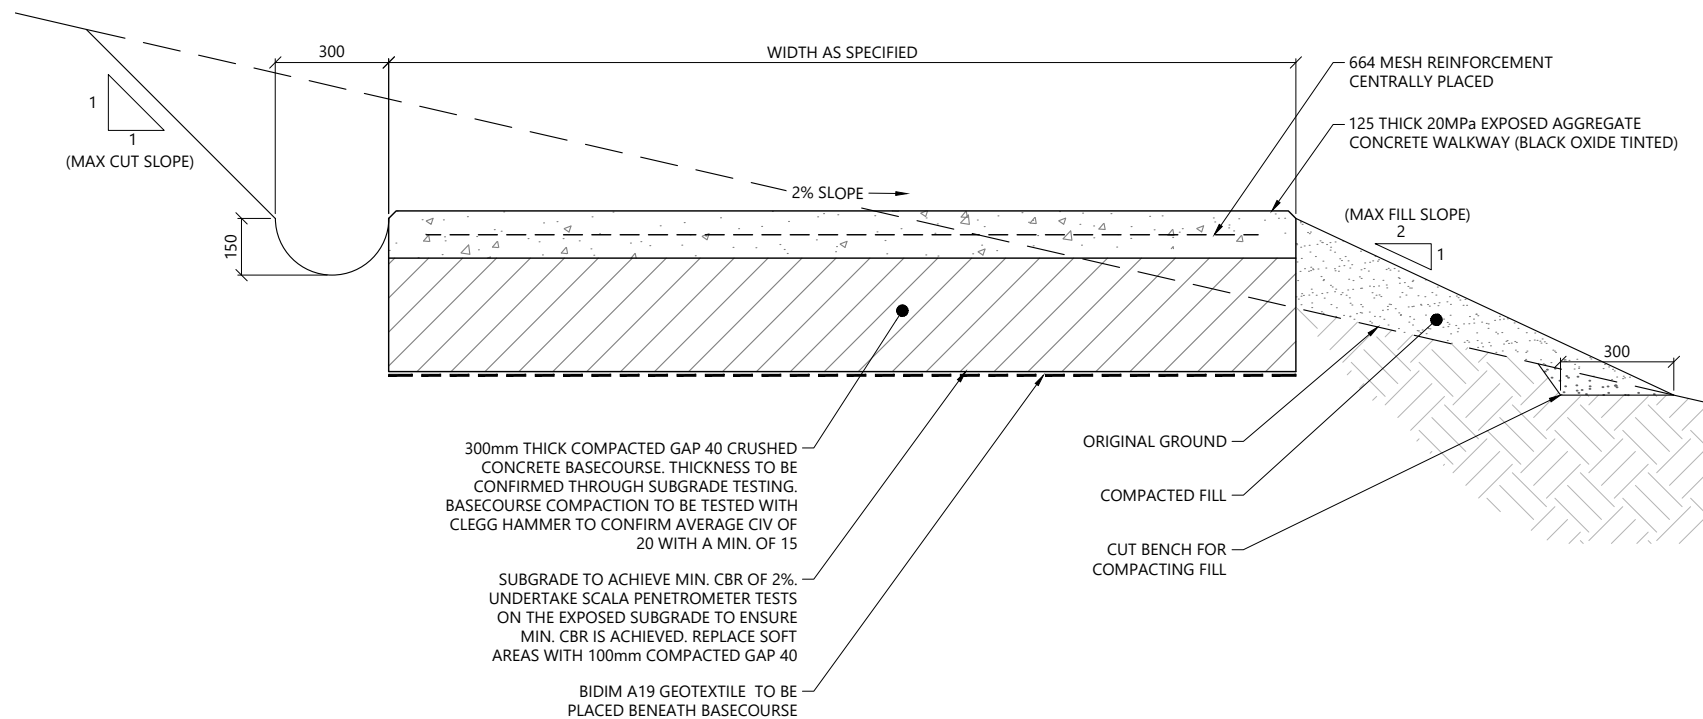 300
WIDTH AS SPECIFIED
664 MESH REINFORCEMENT
CENTRALLY PLACED
1
1
(MAX CUT SLOPE)
125 THICK 20MPa EXPOSED AGGREGATE
CONCRETE WALKWAY (BLACK OXIDE TINTED)
2% SLOPE
(MAX FILL SLOPE)
2
1
150
300
300mm THICK COMPACTED GAP 40 CRUSHED
CONCRETE BASECOURSE. THICKNESS TO BE
CONFIRMED THROUGH SUBGRADE TESTING.
BASECOURSE COMPACTION TO BE TESTED WITH
CLEGG HAMMER TO CONFIRM AVERAGE CIV OF
20 WITH A MIN. OF 15
SUBGRADE TO ACHIEVE MIN. CBR OF 2%.
UNDERTAKE SCALA PENETROMETER TESTS
ON THE EXPOSED SUBGRADE TO ENSURE
MIN. CBR IS ACHIEVED. REPLACE SOFT
AREAS WITH 100mm COMPACTED GAP 40
BIDIM A19 GEOTEXTILE TO BE
PLACED BENEATH BASECOURSE
ORIGINAL GROUND
COMPACTED FILL
CUT BENCH FOR
COMPACTING FILL